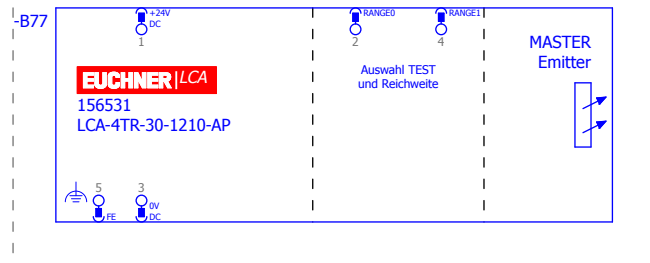 -B77
+24V
DC
1
RANGE0
2
RANGE1
4
MASTER
Emitter
EUCHNER|LCA
Auswahl TEST
und Reichweite
156531
LCA-4TR-30-1210-AP
5
FE
3
0V
DC